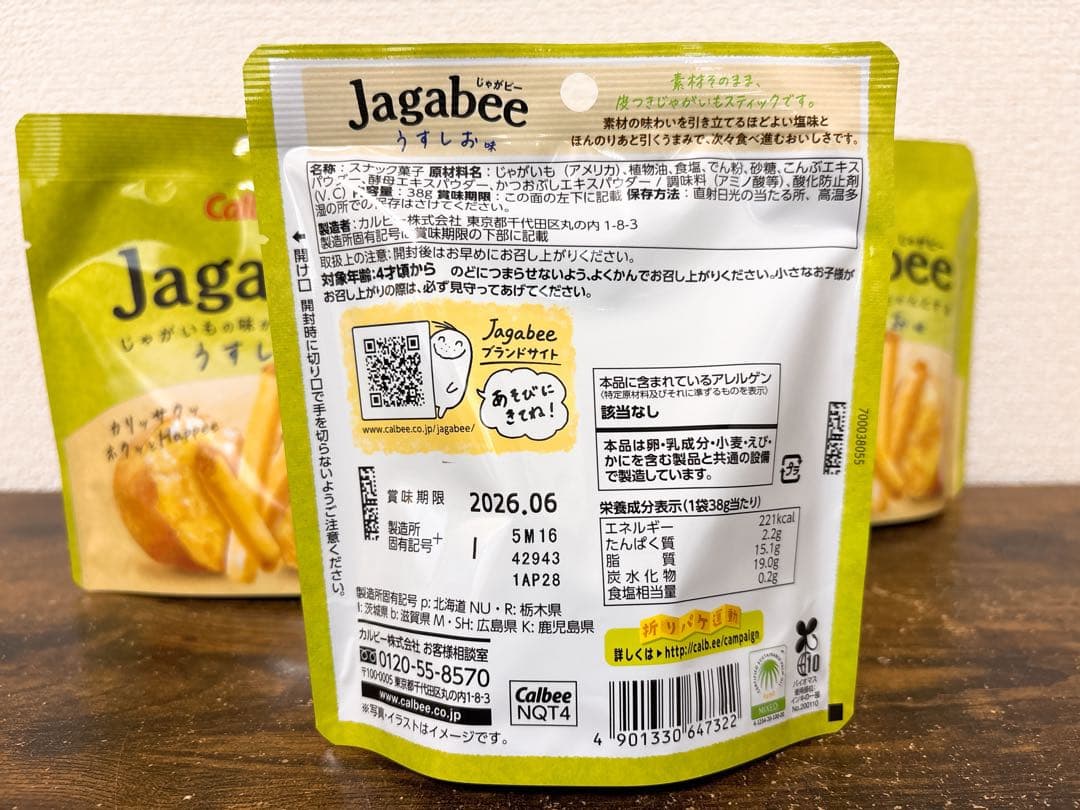 じゃがビー
Jagabee
うすしお味
素材そのまま、
皮つきじゃがいもスティックです。
素材の味わいを引き立てるほどよい塩味と
ほんのりあと引くうまみで、次々食べ進むおいしさです。
名称：スナック菓子 原材料名：じゃがいも（アメリカ）、植物油、食塩、でん粉、砂糖、こんぶエキス
パウダー、酵母エキスパウダー、かつおぶしエキスパウダー / 調味料（アミノ酸等）、酸化防止剤
(V.C) 内容量：38g 賞味期限：この面の左下に記載 保存方法：直射日光の当たる所、高温多
湿の所での保存はさけてください。
製造者：カルビー株式会社 東京都千代田区丸の内 1-8-3
製造所固有記号は賞味期限の下部に記載
取扱上の注意：開封後はお早めにお召し上がりください。
対象年齢：4才頃から のどにつまらせないよう、よくかんでお召し上がりください。小さなお子様が
お召し上がりの際は、必ず見守ってあげてください。
←開け口 開封時に切り口で手を切らないようご注意ください。
Jagabee
ブランドサイト
あそびに
きてね！
www.calbee.co.jp/jagabee/
本品に含まれているアレルゲン
（特定原材料及びそれに準ずるものを表示）
該当なし
本品は卵・乳成分・小麦・えび・
かにを含む製品と共通の設備
で製造しています。
プラ
700038055
賞味期限 2026.06
製造所
固有記号 + I 5M16
42943
1AP28
栄養成分表示（1袋38g当たり）
エネルギー 221kcal
たんぱく質 2.2g
脂質 15.1g
炭水化物 19.0g
食塩相当量 0.2g
製造所固有記号 p: 北海道 NU・R: 栃木県
I: 茨城県 b: 滋賀県 M・SH: 広島県 K: 鹿児島県
カルビー株式会社 お客様相談室
0120-55-8570
〒100-0005 東京都千代田区丸の内1-8-3
www.calbee.co.jp
※写真・イラストはイメージです。
Calbee
NQT4
折りパケ運動
詳しくは▶http://calb.ee/campaign
4 901330 647322
MIXED
10
バイオマス
No.200110
Calb
Jaga
じゃがいもの味が
うすし
カリッサクッ
ホクッとHappee
bee